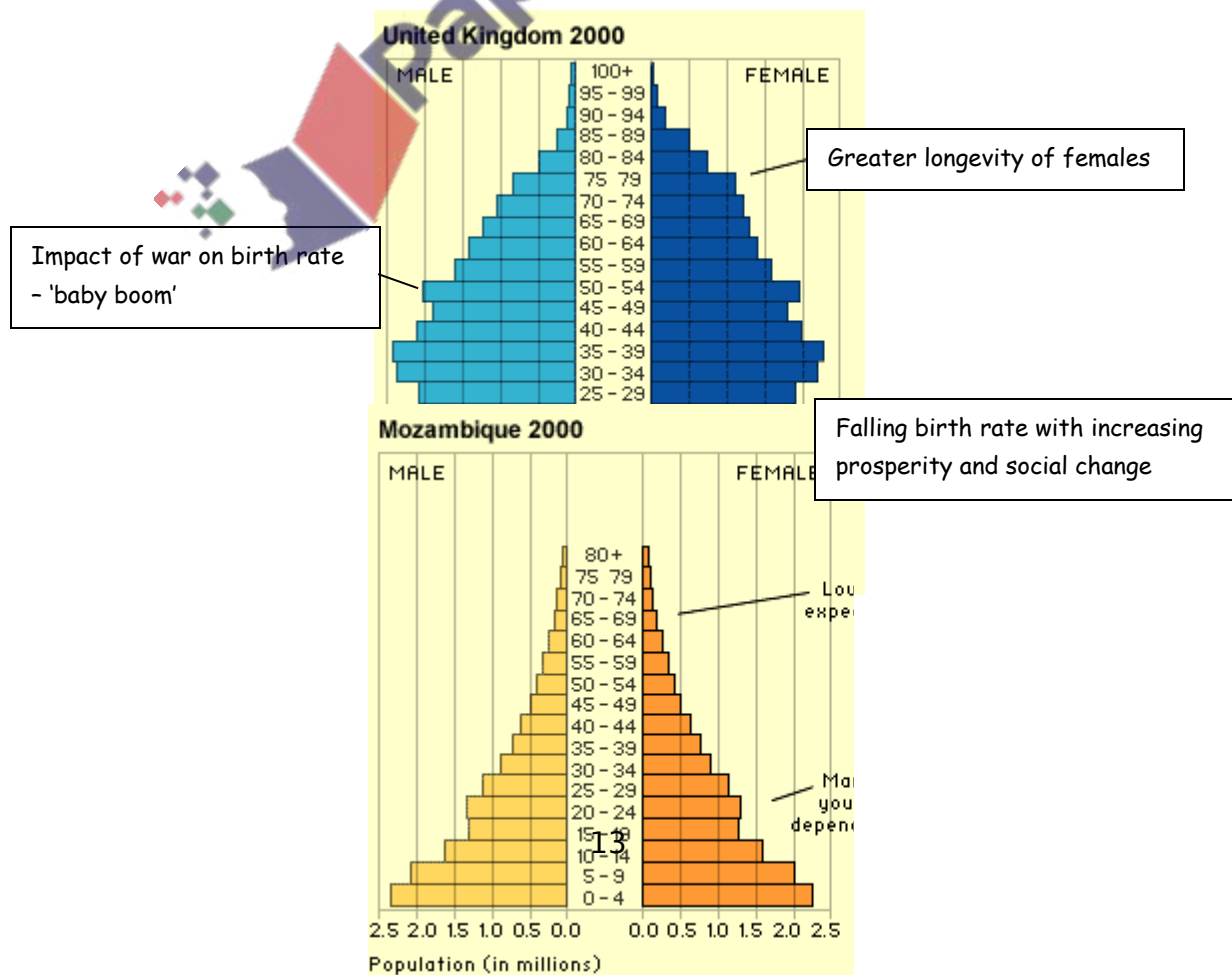 United Kingdom 2000
MALE
FEMALE
100+
95 - 99
90 - 94
85 - 89
80 - 84
75 79
70 - 74
65 - 69
60 - 64
55 - 59
50 - 54
45 - 49
40 - 44
35 - 39
30 - 34
25 - 29
Greater longevity of females
Impact of war on birth rate
– ‘baby boom’
Falling birth rate with increasing
prosperity and social change
Mozambique 2000
MALE
80+
75 79
70 - 74
65 - 69
60 - 64
55 - 59
50 - 54
45 - 49
40 - 44
35 - 39
30 - 34
25 - 29
20 - 24
13
5 - 9
0 - 4
2.5 2.0 1.5 1.0 0.5 0.0
0.0 0.5 1.0 1.5 2.0 2.5
Population (in millions)